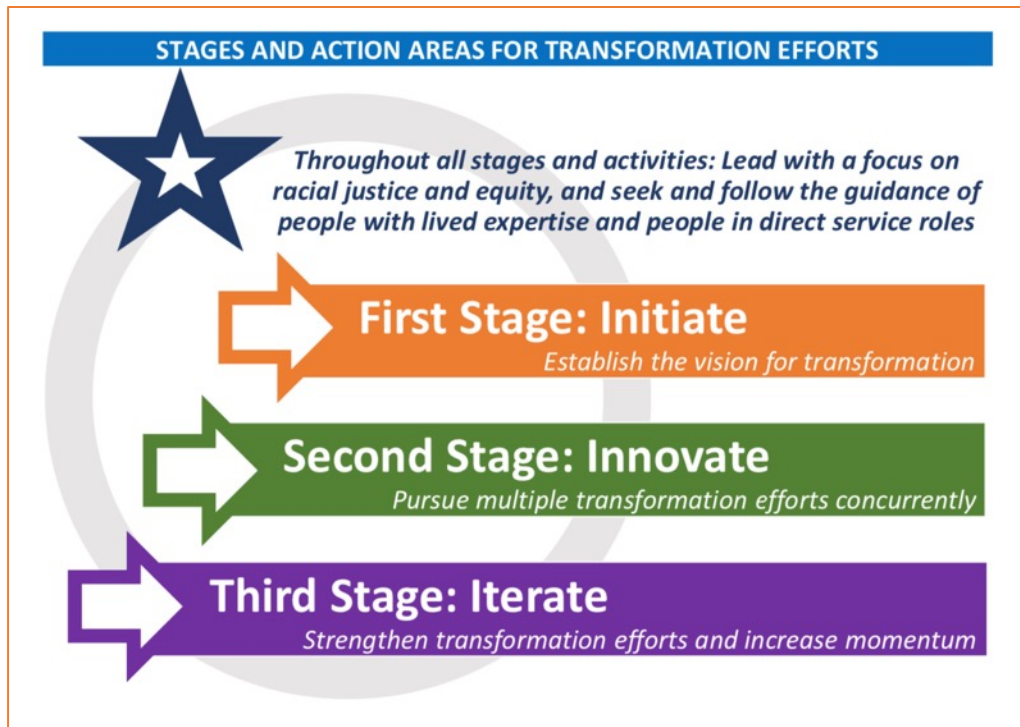 STAGES AND ACTION AREAS FOR TRANSFORMATION EFFORTS
Throughout all stages and activities: Lead with a focus on
racial justice and equity, and seek and follow the guidance of
people with lived expertise and people in direct service roles
First Stage: Initiate
Establish the vision for transformation
Second Stage: Innovate
Pursue multiple transformation efforts concurrently
Third Stage: Iterate
Strengthen transformation efforts and increase momentum